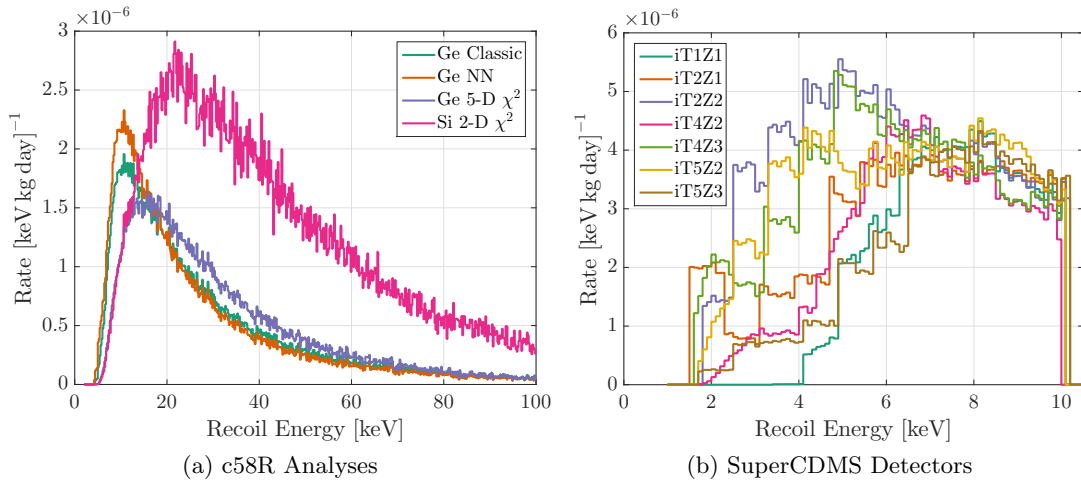 ×10⁻⁶
3
2.5
2
1.5
1
0.5
0
Rate [keV kg day]⁻¹
Ge Classic
Ge NN
Ge 5-D χ²
Si 2-D χ²
0 20 40 60 80 100
Recoil Energy [keV]
(a) c58R Analyses
×10⁻⁶
6
5
4
3
2
1
0
Rate [keV kg day]⁻¹
iT1Z1
iT2Z1
iT2Z2
iT4Z2
iT4Z3
iT5Z2
iT5Z3
0 2 4 6 8 10
Recoil Energy [keV]
(b) SuperCDMS Detectors